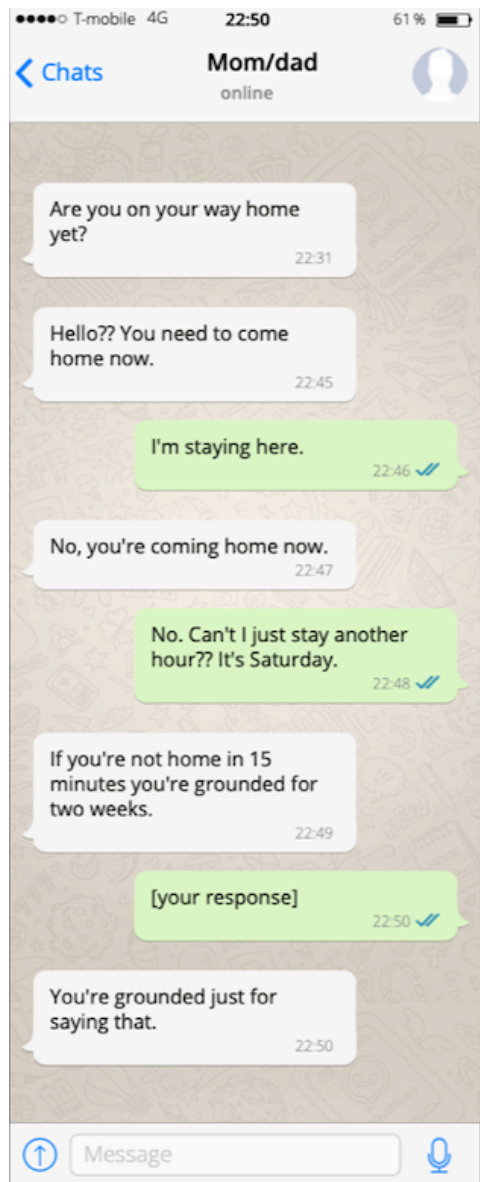 T-mobile 4G 22:50 61%
Chats Mom/dad
online
Are you on your way home
yet?
22:31
Hello?? You need to come
home now.
22:45
I'm staying here.
22:46
No, you're coming home now.
22:47
No. Can't I just stay another
hour?? It's Saturday.
22:48
If you're not home in 15
minutes you're grounded for
two weeks.
22:49
[your response]
22:50
You're grounded just for
saying that.
22:50
Message